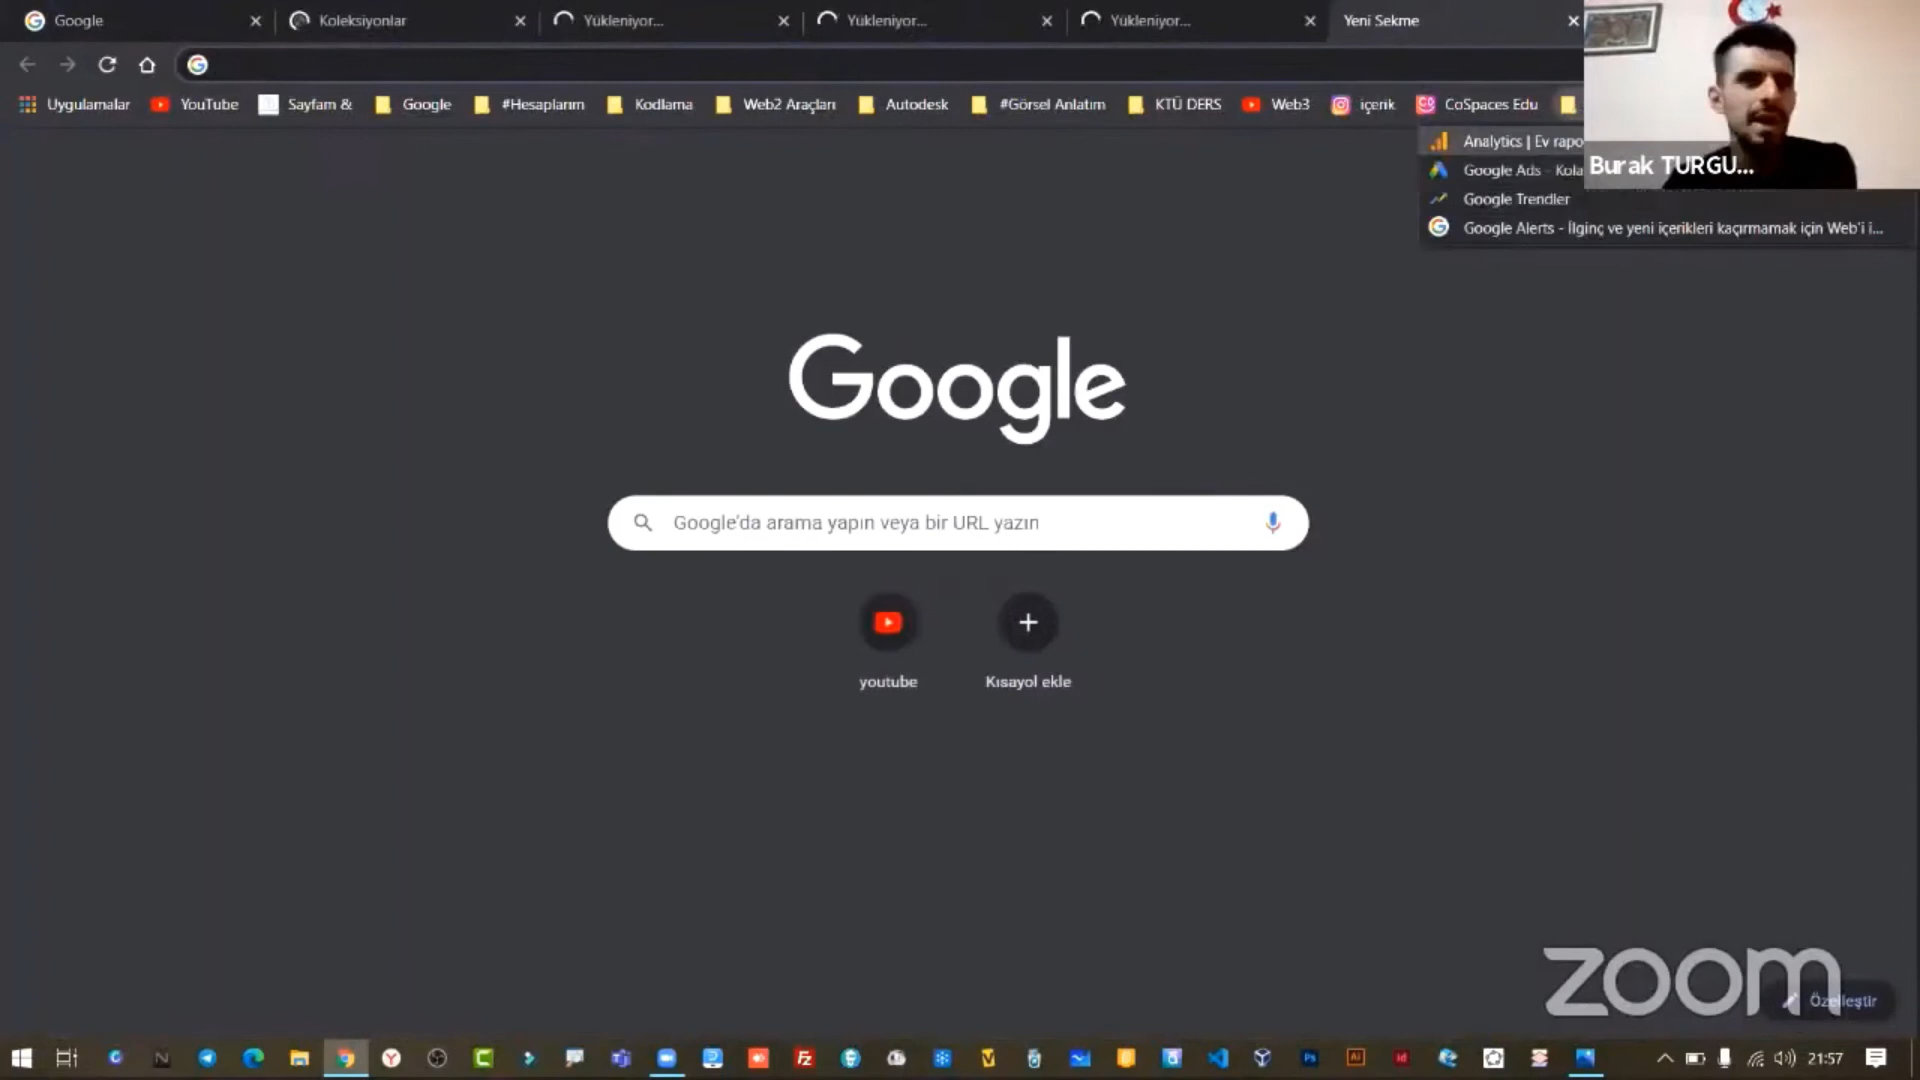 Google
Koleksiyonlar
Yükleniyor...
Yükleniyor...
Yükleniyor...
Yeni Sekme
Uygulamalar
YouTube
Sayfam &
Google
#Hesaplarım
Kodlama
Web2 Araçları
Autodesk
#Görsel Anlatım
KTÜ DERS
Web3
içerik
CoSpaces Edu
Analytics | Ev rapo
Google Ads - Kola
Google Trendler
Google Alerts - İlginç ve yeni içerikleri kaçırmamak için Web'i i...
Burak TURGU...
Google
Google'da arama yapın veya bir URL yazın
youtube
Kısayol ekle
zoom
Özelleştir
21:57